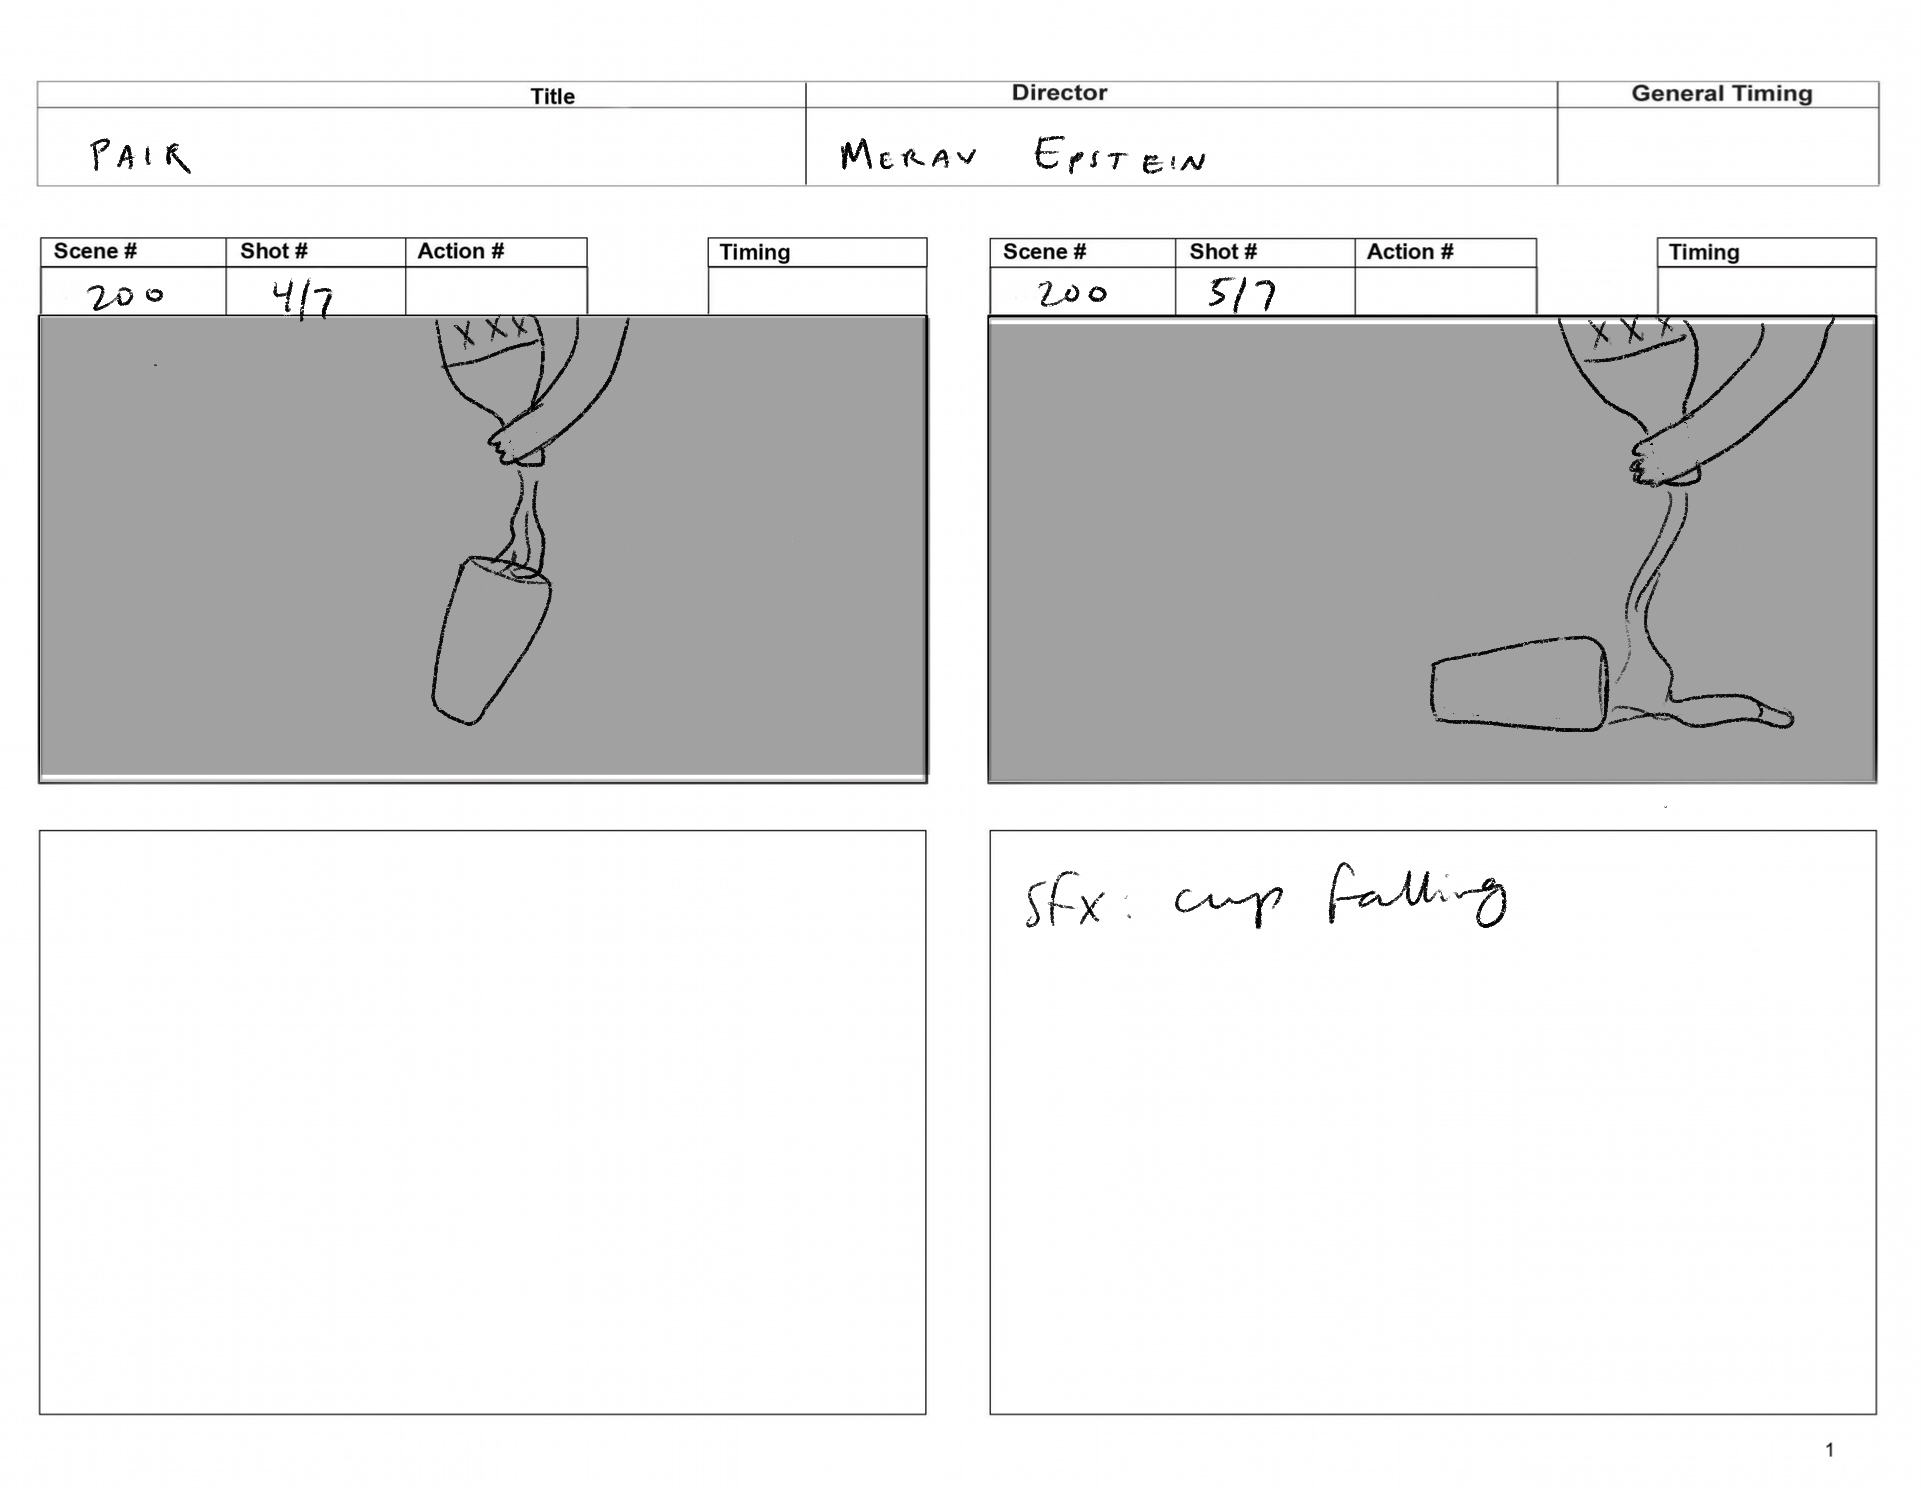 Title Director General Timing
PAIR MERAV EPSTEIN
Scene # Shot # Action # Timing
200 4/7
XXX
Scene # Shot # Action # Timing
200 5/7
XXX
sfx: cup falling
1